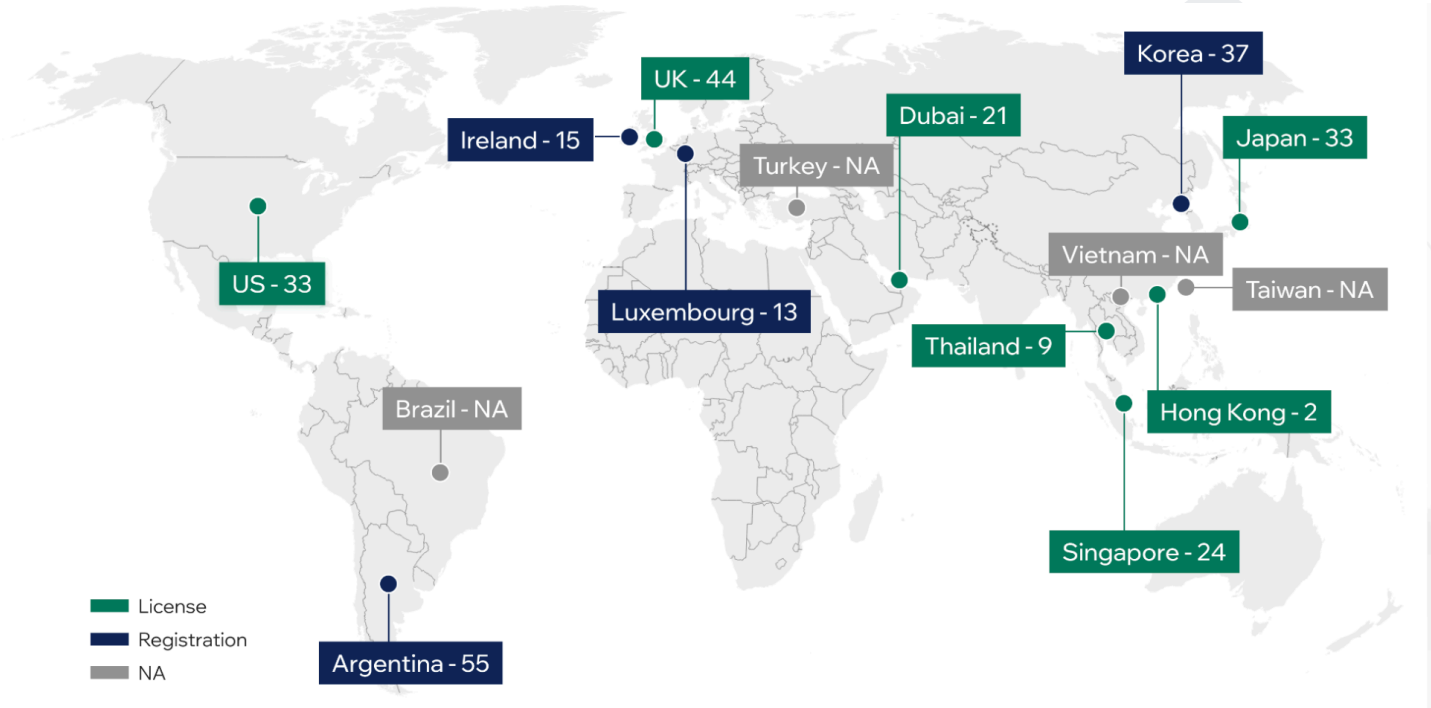 Korea - 37
UK - 44
Dubai - 21
Ireland - 15
Japan - 33
Turkey - NA
Vietnam - NA
US - 33
Taiwan - NA
Luxembourg - 13
Thailand - 9
Brazil - NA
Hong Kong - 2
Singapore - 24
License
Registration
Argentina - 55
NA